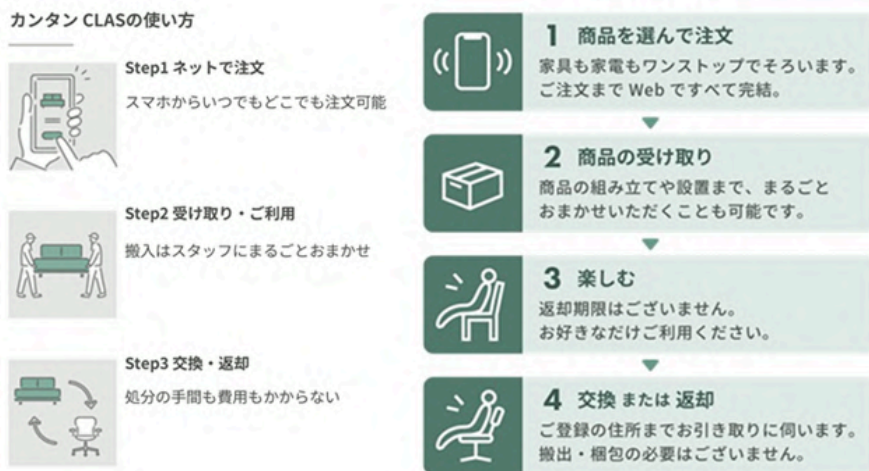 カンタン CLASの使い方
Step1 ネットで注文
スマホからいつでもどこでも注文可能
Step2 受け取り・ご利用
搬入はスタッフにまるごとおまかせ
Step3 交換・返却
処分の手間も費用もかからない
1 商品を選んで注文
家具も家電もワンストップでそろいます。
ご注文まで Web ですべて完結。
2 商品の受け取り
商品の組み立てや設置まで、まるごと
おまかせいただくことも可能です。
3 楽しむ
返却期限はございません。
お好きなだけご利用ください。
4 交換 または 返却
ご登録の住所までお引き取りに伺います。
搬出・梱包の必要はございません。